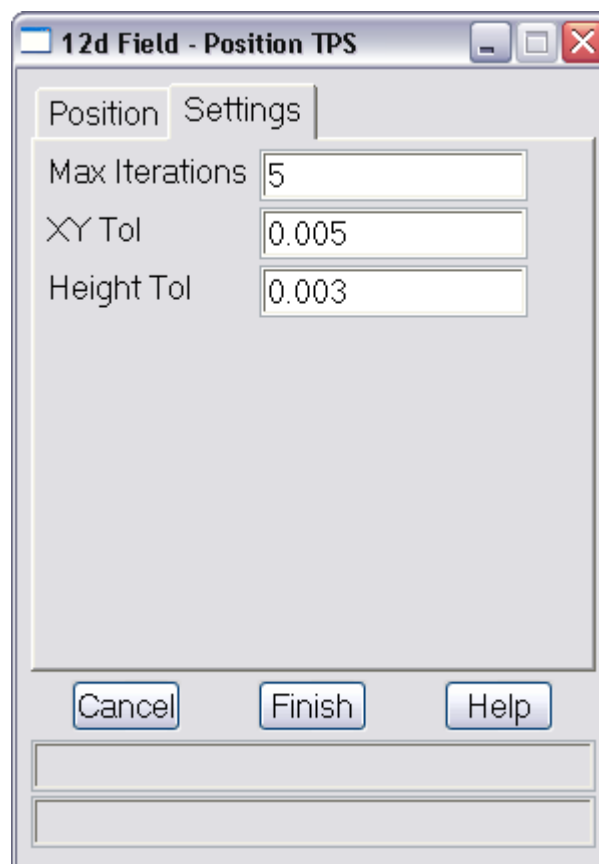 12d Field - Position TPS
Position Settings
Max Iterations 5
XY Tol 0.005
Height Tol 0.003
Cancel Finish Help